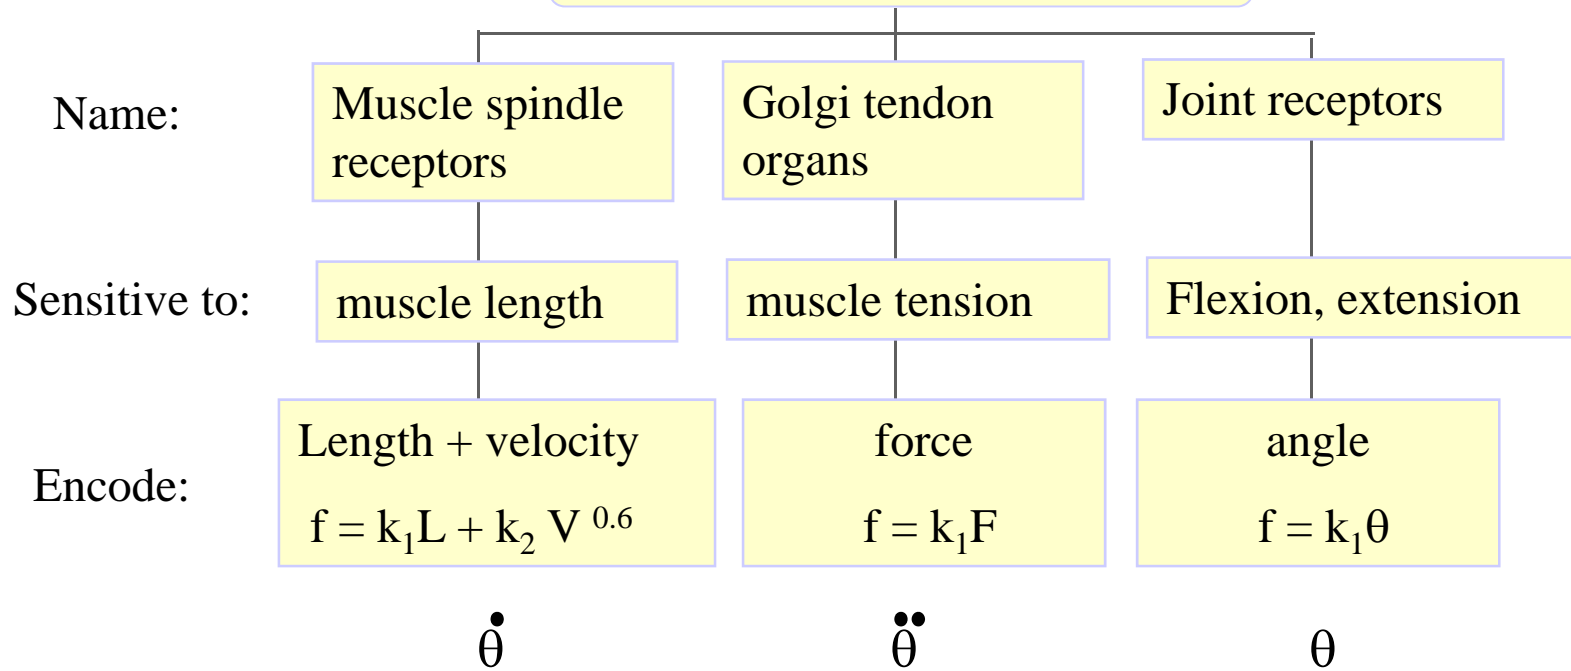 Name:
Muscle spindle
receptors
Golgi tendon
organs
Joint receptors
Sensitive to:
muscle length
muscle tension
Flexion, extension
Encode:
Length + velocity
f = k₁L + k₂ V ⁰·⁶
force
f = k₁F
angle
f = k₁θ
θ̇
θ̈
θ